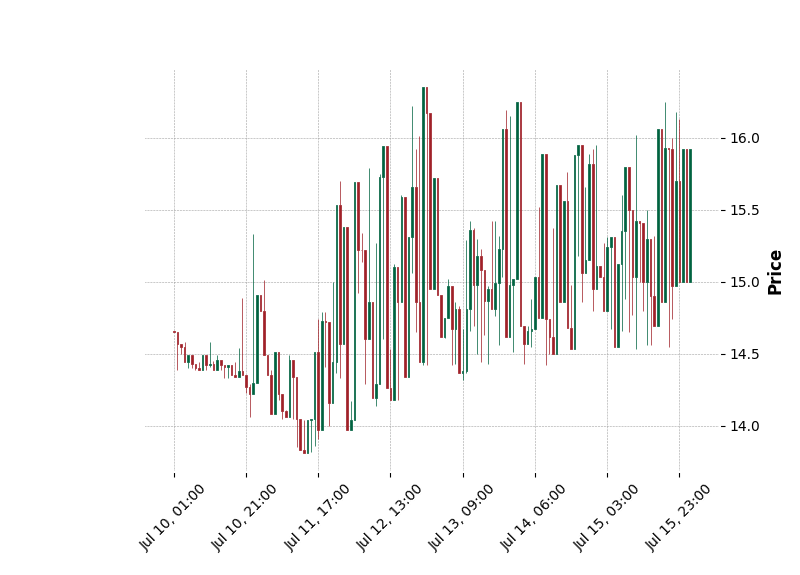 16.0
15.5
15.0
14.5
14.0
Price
Jul 10, 01:00
Jul 10, 21:00
Jul 11, 17:00
Jul 12, 13:00
Jul 13, 09:00
Jul 14, 06:00
Jul 15, 03:00
Jul 15, 23:00